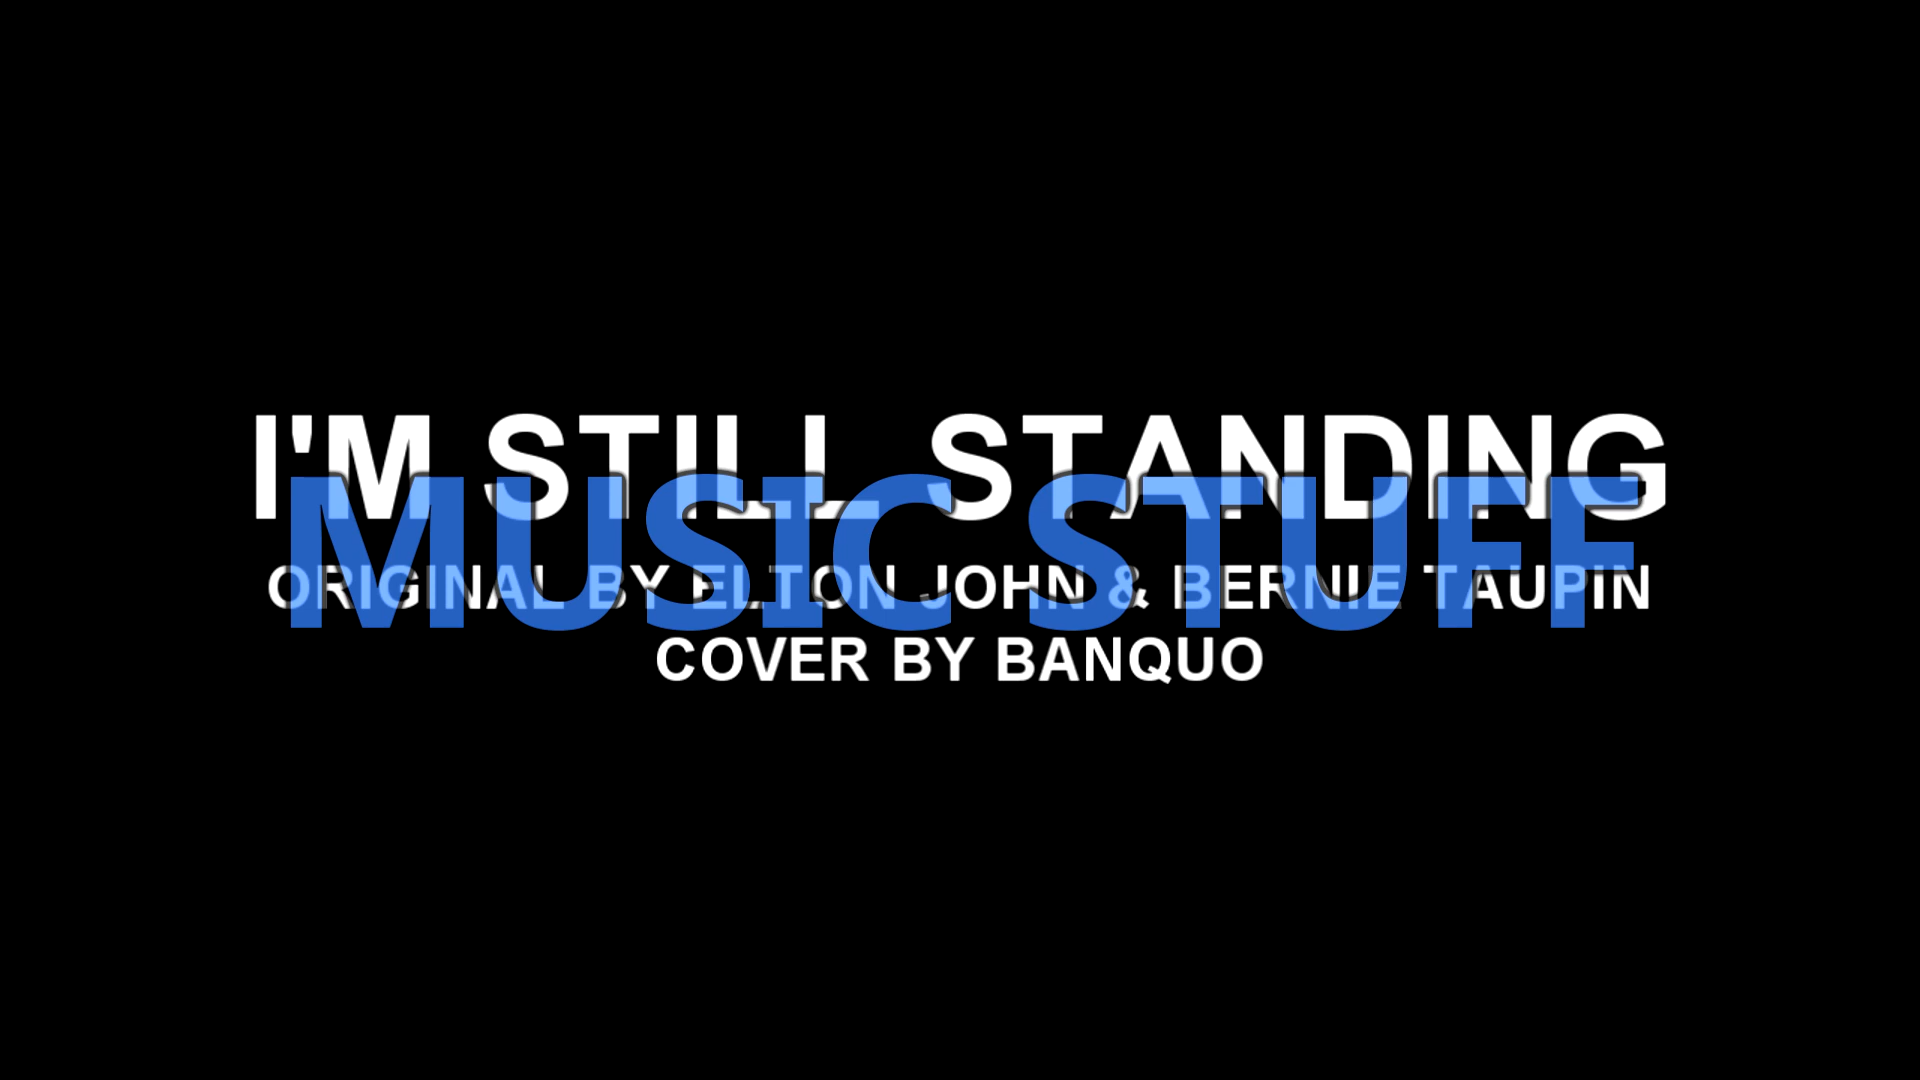 I'M STILL STANDING
MUSIC STUFF
ORIGINAL BY ELTON JOHN & BERNIE TAUPIN
COVER BY BANQUO